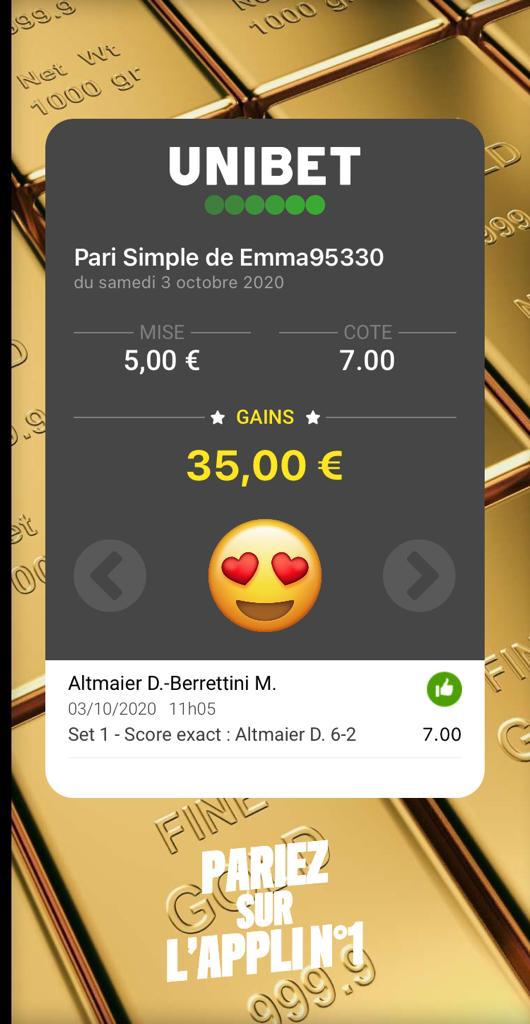 999.9
Net Wt
1000 gr
UNIBET
Pari Simple de Emma95330
du samedi 3 octobre 2020
MISE
COTE
5,00 €
7.00
GAINS
35,00 €
Altmaier D.-Berrettini M.
03/10/2020 11h05
Set 1 - Score exact : Altmaier D. 6-2
7.00
FINE
GOLD
PARIEZ
SUR
L'APPLI N°1
999.9